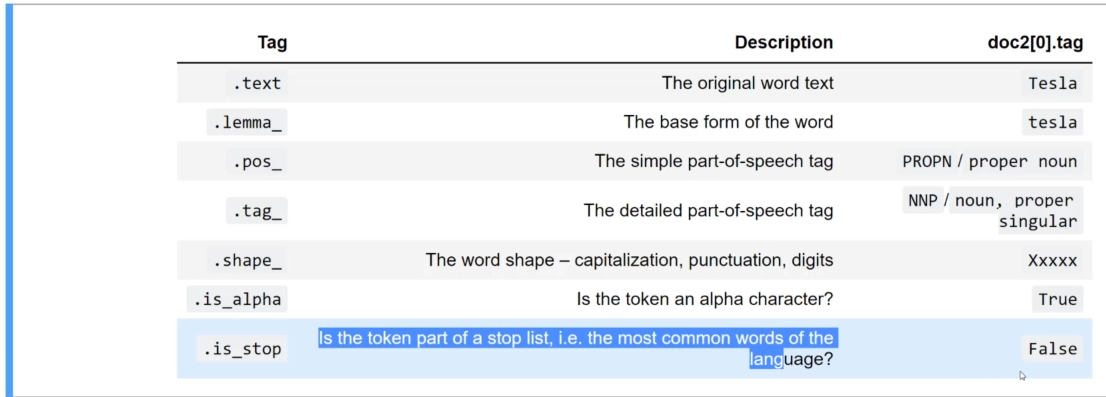 Tag Description doc2[0].tag
.text The original word text Tesla
.lemma_ The base form of the word tesla
.pos_ The simple part-of-speech tag PROPN / proper noun
.tag_ The detailed part-of-speech tag NNP / noun, proper
singular
.shape_ The word shape – capitalization, punctuation, digits Xxxxx
.is_alpha Is the token an alpha character? True
.is_stop Is the token part of a stop list, i.e. the most common words of the
language? False